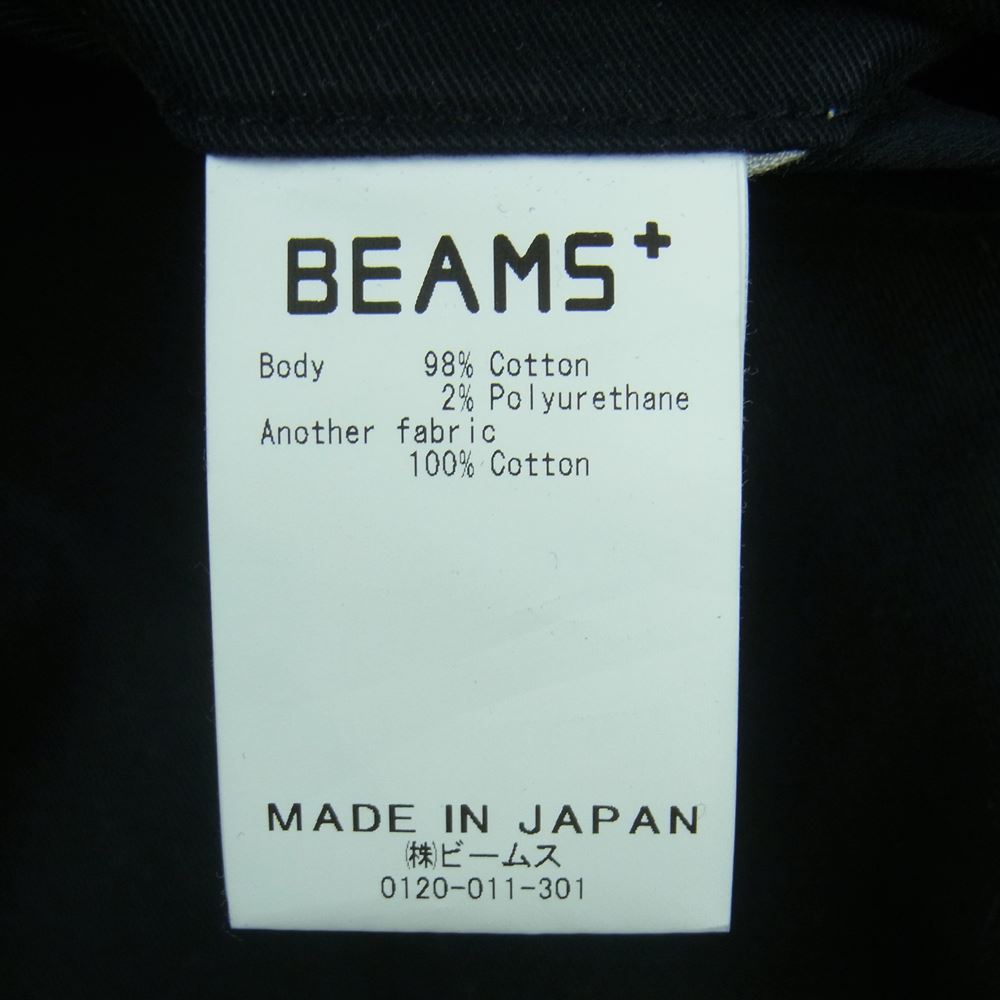 BEAMS+
Body 98% Cotton
2% Polyurethane
Another fabric
100% Cotton
MADE IN JAPAN
㈱ビームス
0120-011-301